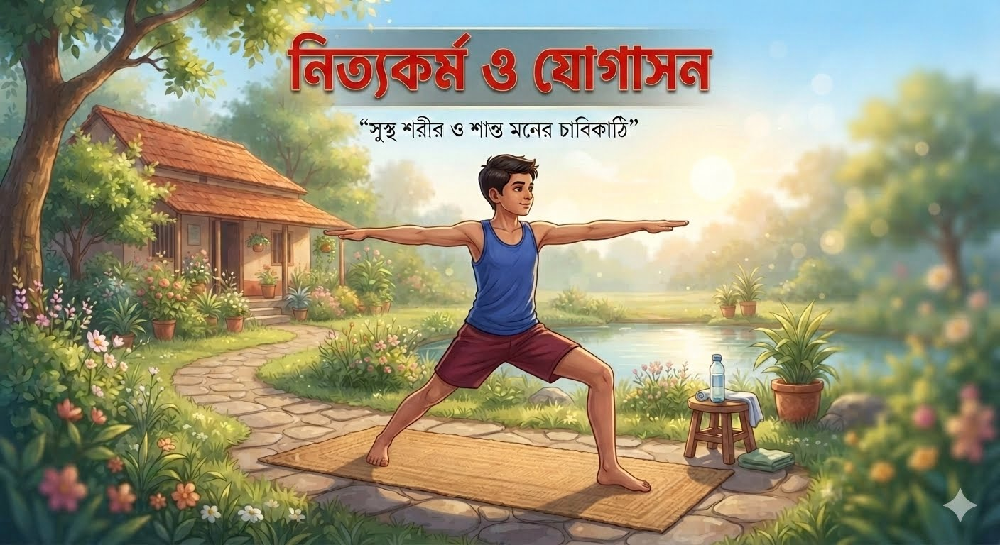 নিত্যকর্ম ও যোগাসন
“সুস্থ শরীর ও শান্ত মনের চাবিকাঠি”